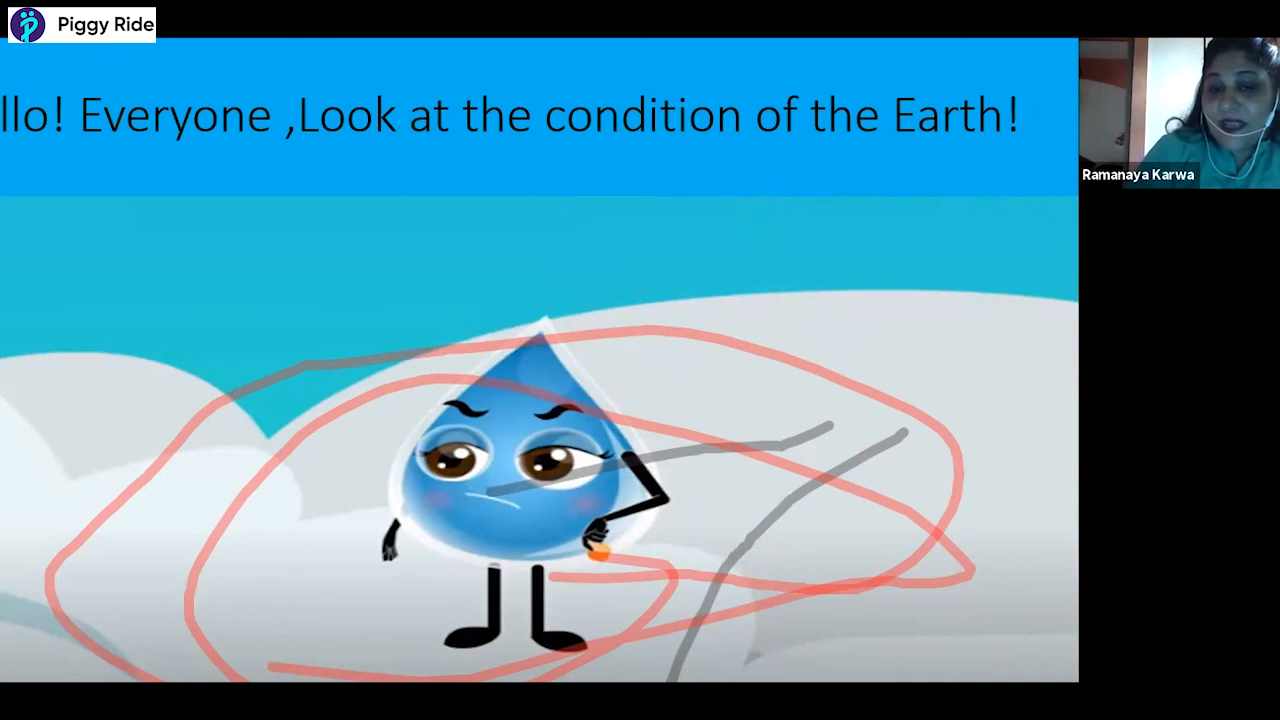 Piggy Ride
llo! Everyone ,Look at the condition of the Earth!
Ramanaya Karwa